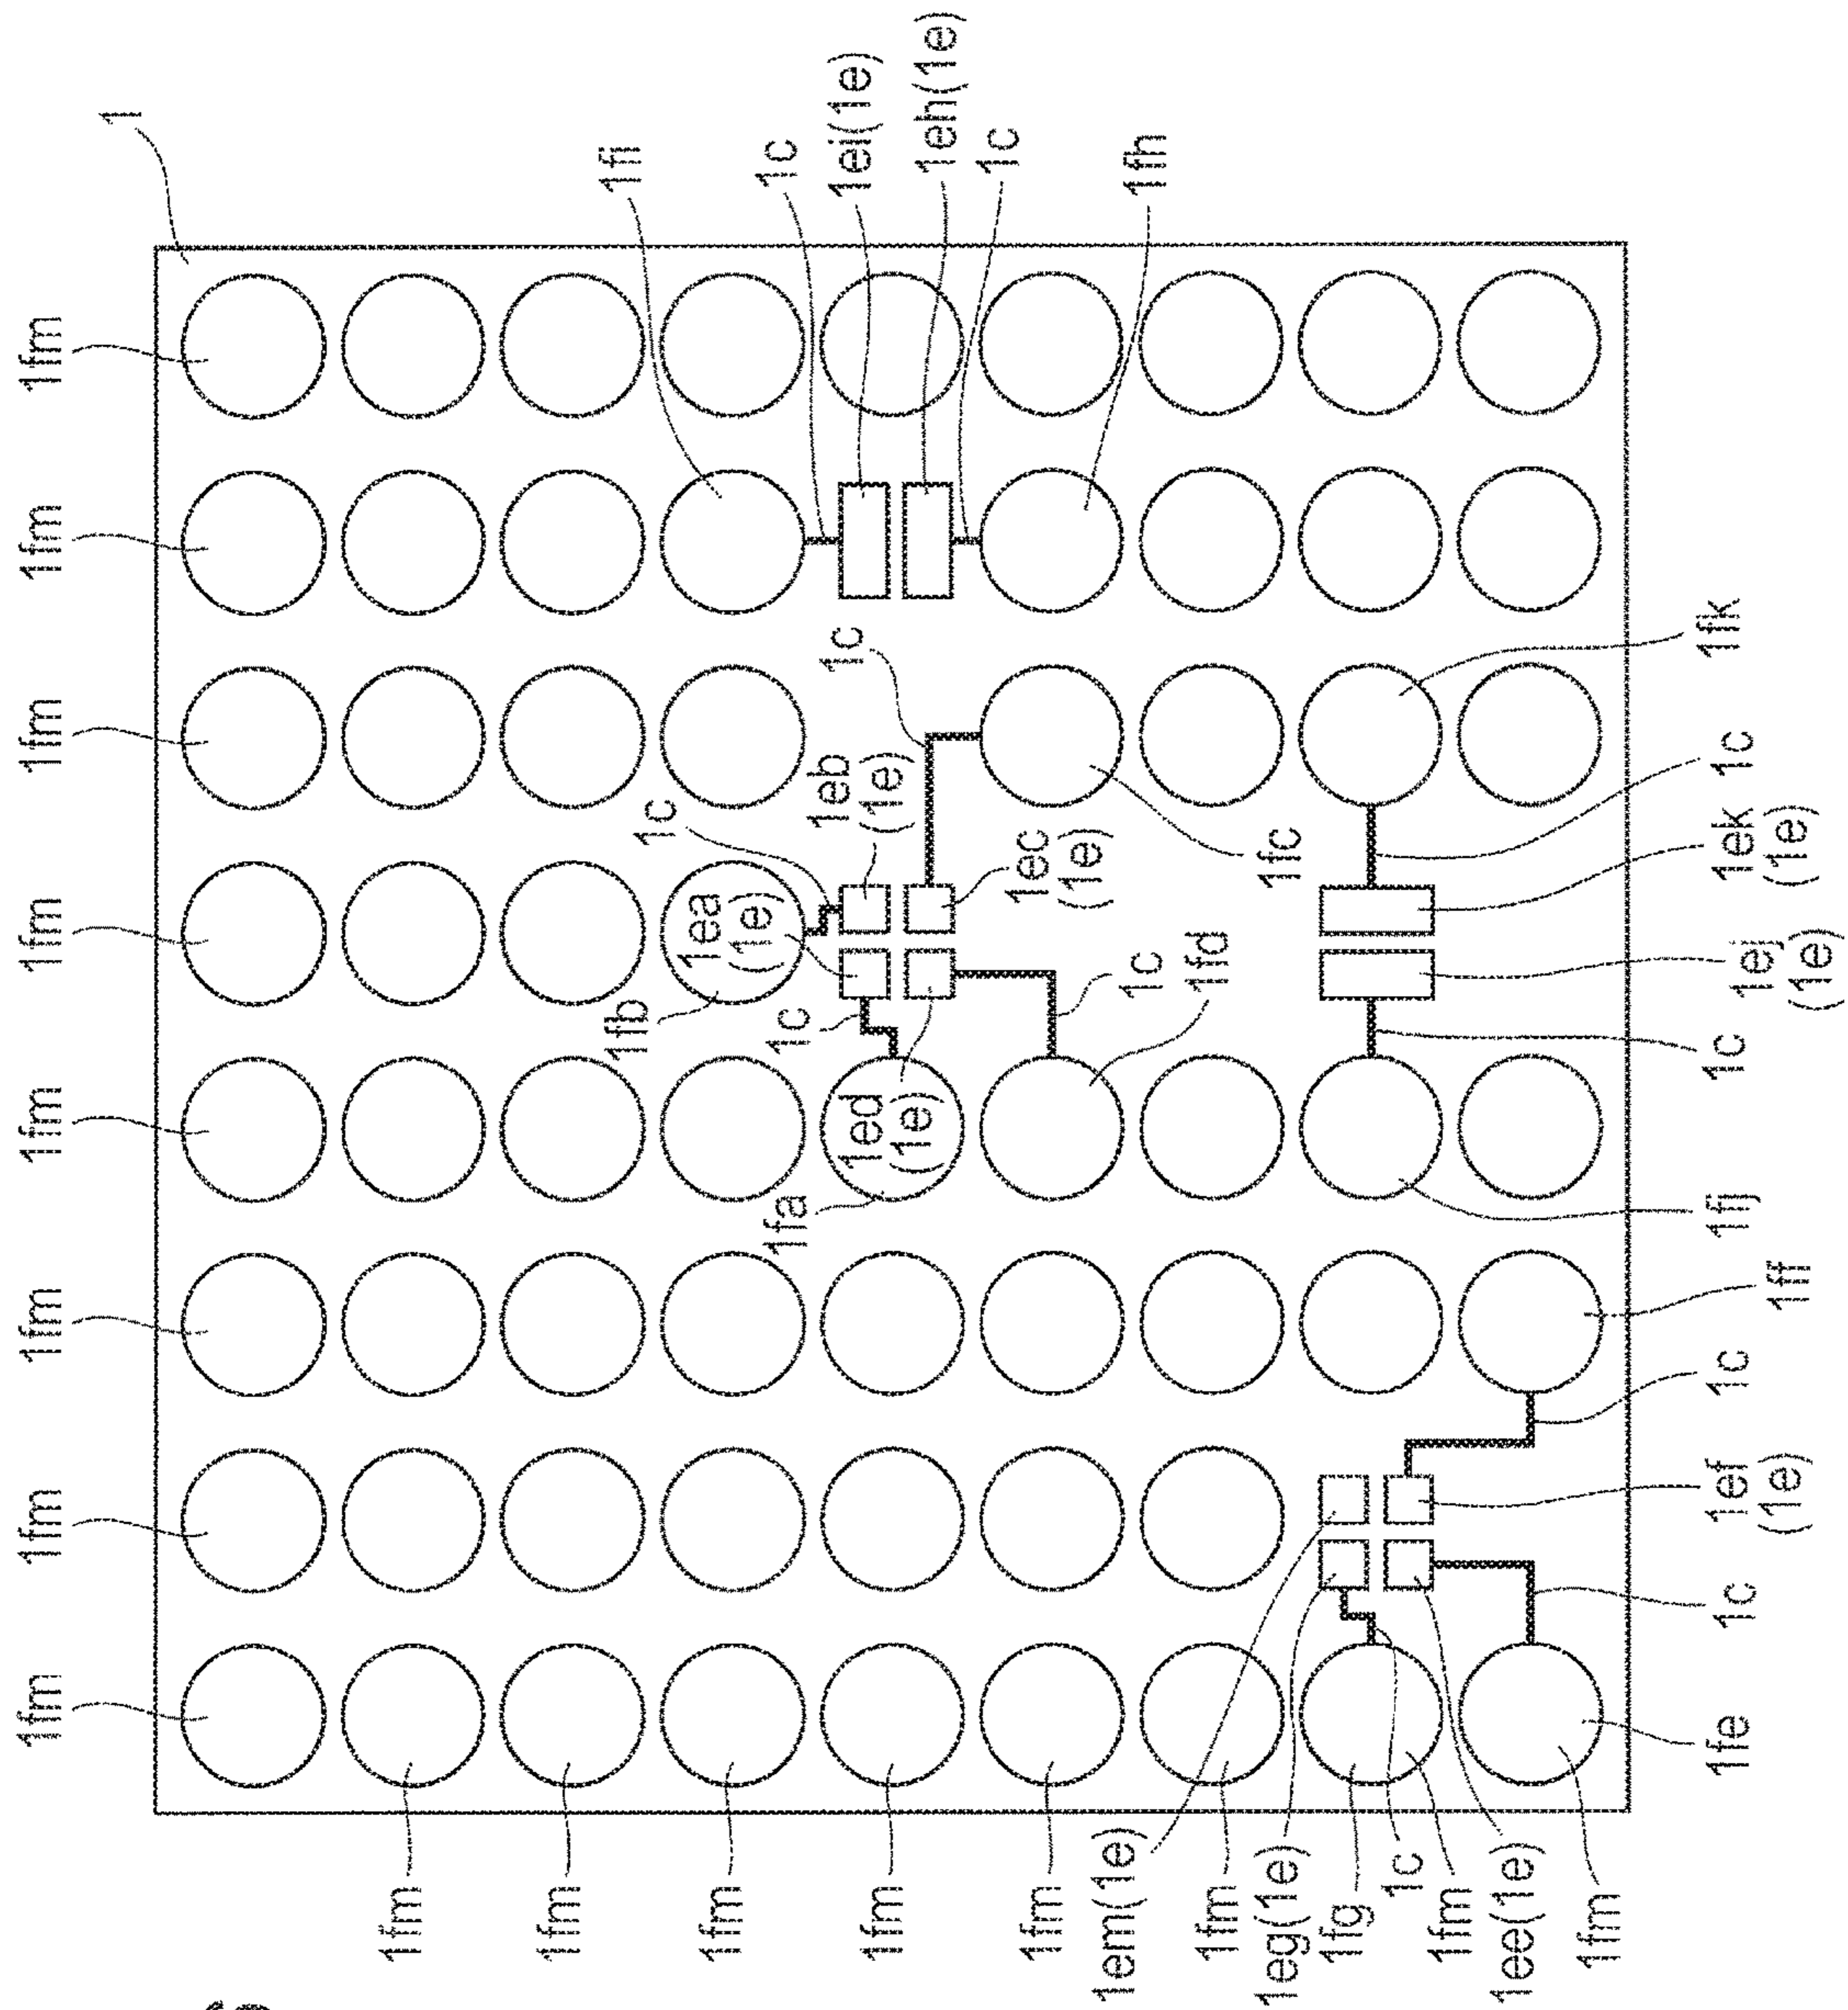 1fm 1fm 1fm 1fm 1fm 1fm 1fm 1fm
1
1fm
1fm
1fi
1fb
1c
1ea
(1e)
1fm
1c
1c
1fa
1eb
(1e)
1c
1ei(1e)
1ed
(1e)
1fm
1eh(1e)
1c
1ec
(1e)
1fm
1em(1e)
1c
1fh
1fd
1fm
1fc
1eg(1e)
1fg
1c
1fm
1ee(1e)
1fm
1fe
1c
1ef
(1e)
1c
1ff
1fj
1c
1ej
(1e)
1ek
(1e)
1c
1fk